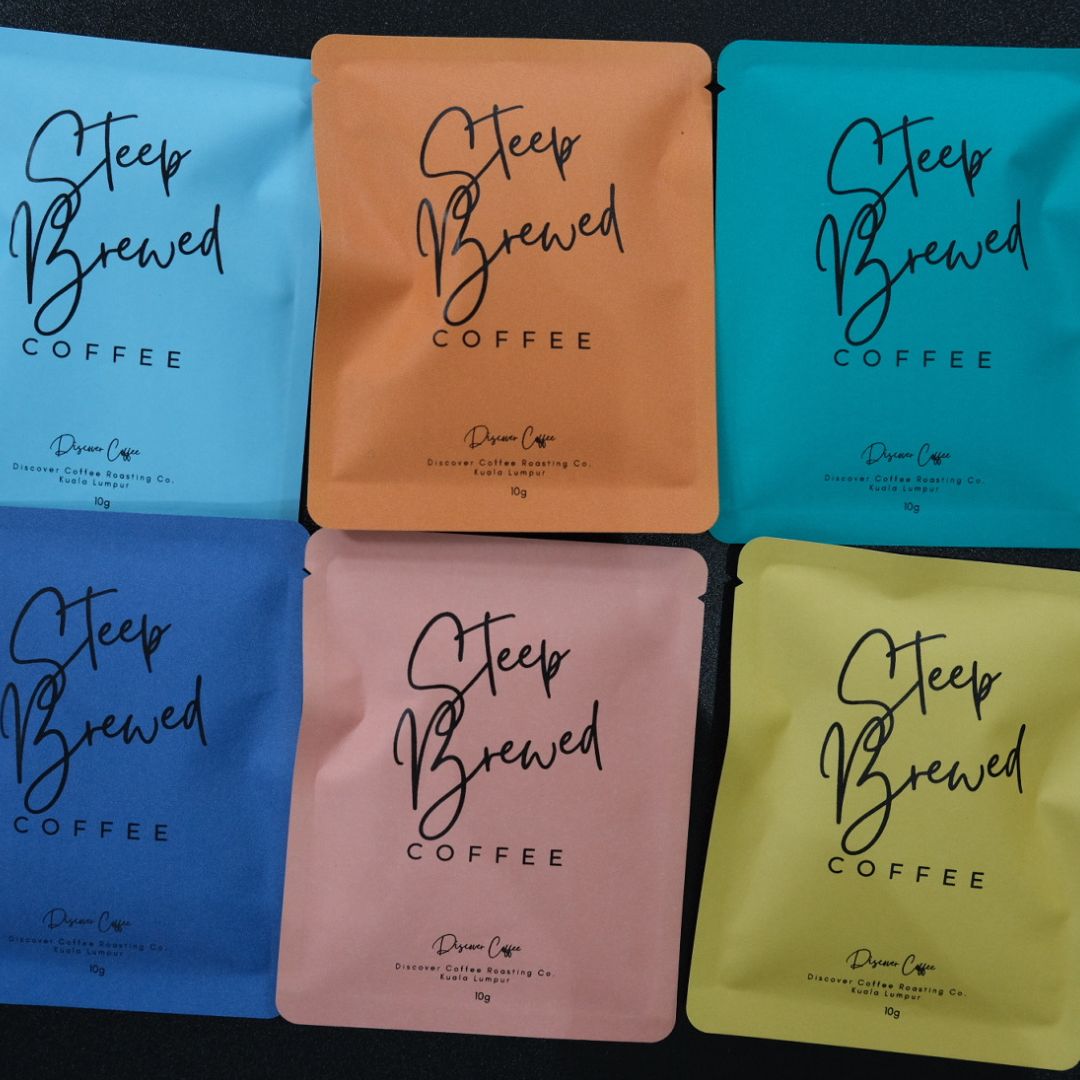 Steep
Brewed
COFFEE
Discover Coffee
Discover Coffee Roasting Co.
Kuala Lumpur
10g
Steep
Brewed
COFFEE
Discover Coffee
Discover Coffee Roasting Co.
Kuala Lumpur
10g
Steep
Brewed
COFFEE
Discover Coffee
Discover Coffee Roasting Co.
Kuala Lumpur
10g
Steep
Brewed
COFFEE
Discover Coffee
Discover Coffee Roasting Co.
Kuala Lumpur
10g
Steep
Brewed
COFFEE
Discover Coffee
Discover Coffee Roasting Co.
Kuala Lumpur
10g
Steep
Brewed
COFFEE
Discover Coffee
Discover Coffee Roasting Co.
Kuala Lumpur
10g